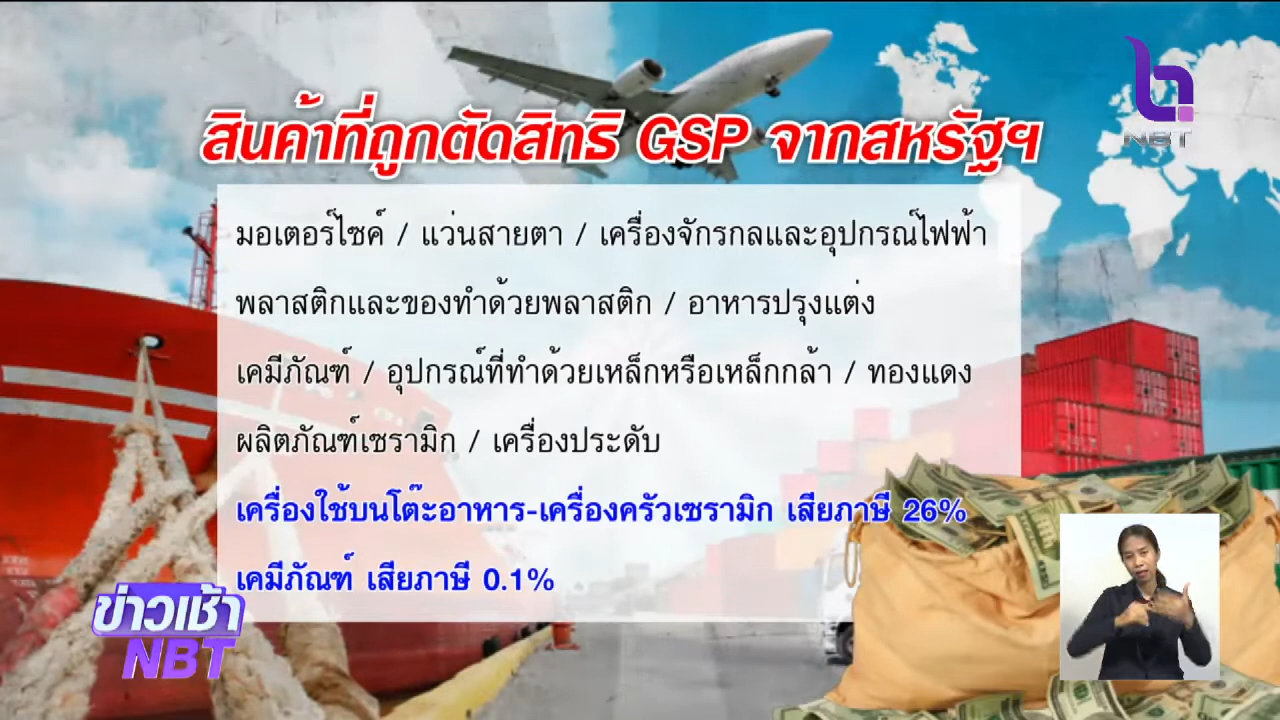 สินค้าที่ถูกตัดสิทธิ GSP จากสหรัฐฯ
NBT
มอเตอร์ไซค์ / แว่นสายตา / เครื่องจักรกลและอุปกรณ์ไฟฟ้า
พลาสติกและของทำด้วยพลาสติก / อาหารปรุงแต่ง
เคมีภัณฑ์ / อุปกรณ์ที่ทำด้วยเหล็กหรือเหล็กกล้า / ทองแดง
ผลิตภัณฑ์เซรามิก / เครื่องประดับ
เครื่องใช้บนโต๊ะอาหาร-เครื่องครัวเซรามิก เสียภาษี 26%
เคมีภัณฑ์ เสียภาษี 0.1%
ข่าวเช้า
NBT